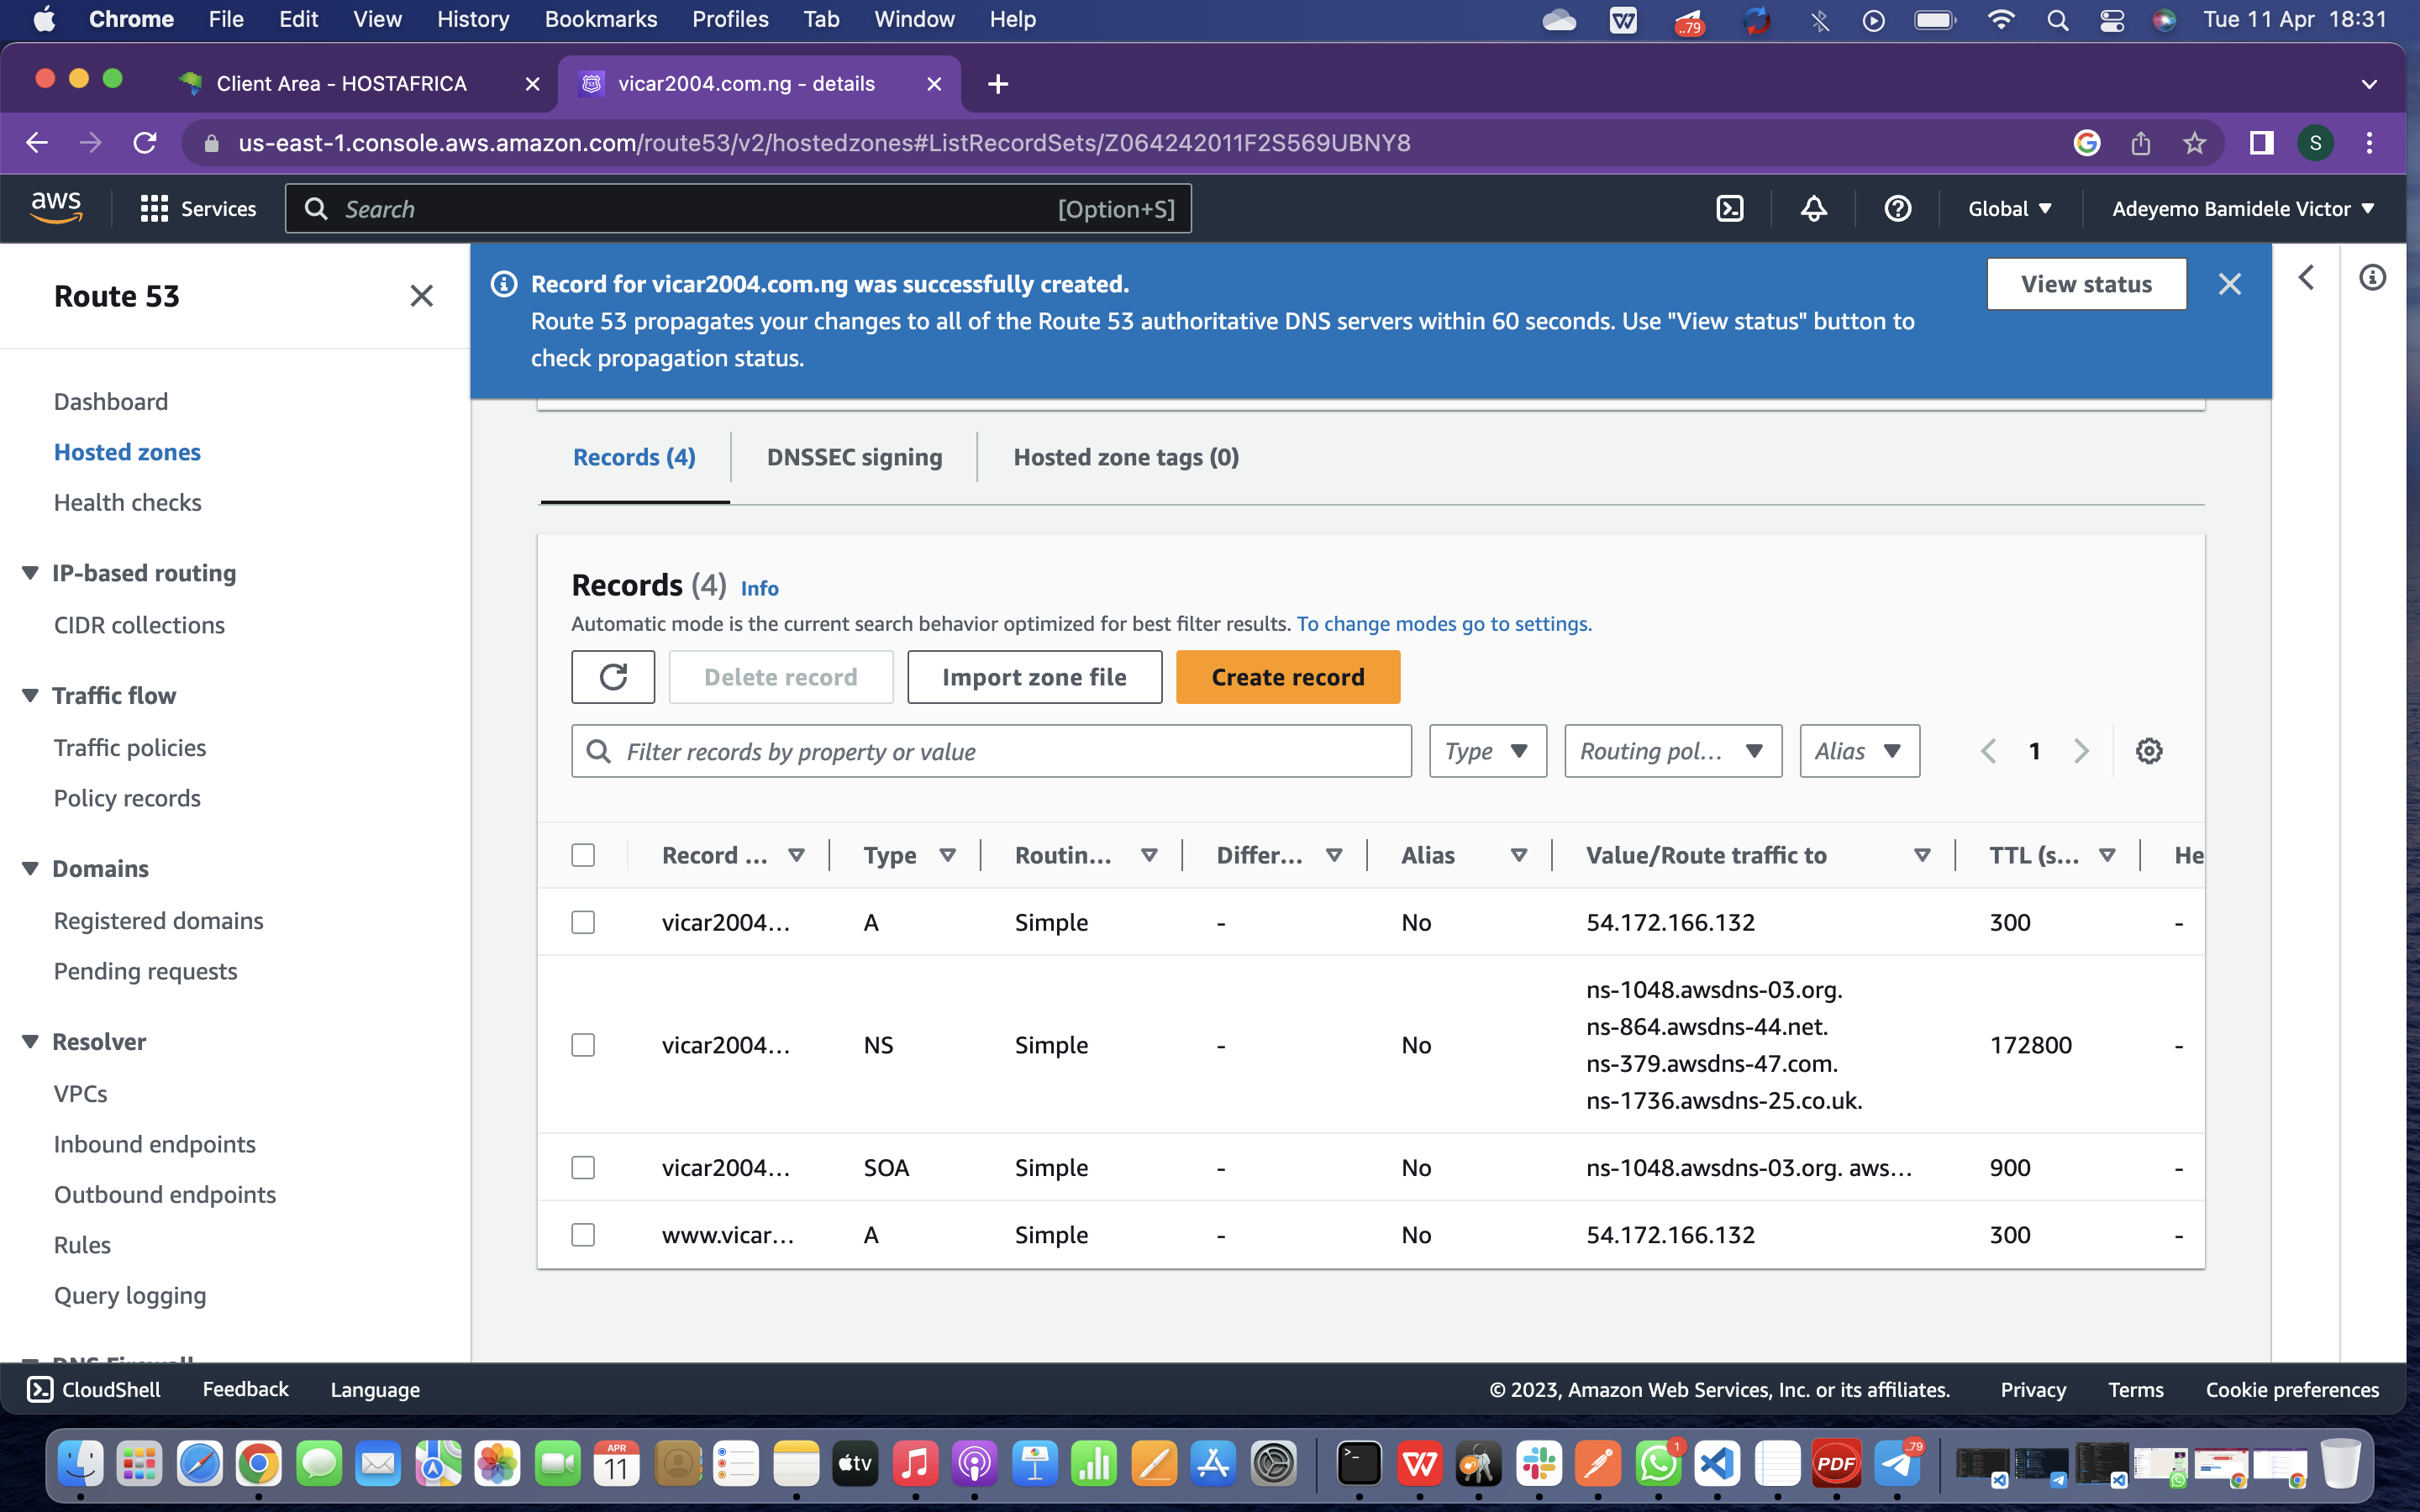 Chrome File Edit View History Bookmarks Profiles Tab Window Help ..79 Tue 11 Apr 18:31
Client Area - HOSTAFRICA vicar2004.com.ng - details
us-east-1.console.aws.amazon.com/route53/v2/hostedzones#ListRecordSets/Z064242011F2S569UBNY8 S
aws Services Search [Option+S] Global Adeyemo Bamidele Victor
Route 53
Dashboard
Hosted zones
Health checks
IP-based routing
CIDR collections
Traffic flow
Traffic policies
Policy records
Domains
Registered domains
Pending requests
Resolver
VPCs
Inbound endpoints
Outbound endpoints
Rules
Query logging
DNS Firewall
Record for vicar2004.com.ng was successfully created.
Route 53 propagates your changes to all of the Route 53 authoritative DNS servers within 60 seconds. Use "View status" button to
check propagation status.
View status
Records (4) DNSSEC signing Hosted zone tags (0)
Records (4) Info
Automatic mode is the current search behavior optimized for best filter results. To change modes go to settings.
Delete record Import zone file Create record
Filter records by property or value Type Routing pol... Alias 1
Record ... Type Routin... Differ... Alias Value/Route traffic to TTL (s... He
vicar2004... A Simple - No 54.172.166.132 300 -
vicar2004... NS Simple - No
ns-1048.awsdns-03.org.
ns-864.awsdns-44.net.
ns-379.awsdns-47.com.
ns-1736.awsdns-25.co.uk.
172800 -
vicar2004... SOA Simple - No ns-1048.awsdns-03.org. aws... 900 -
www.vicar... A Simple - No 54.172.166.132 300 -
CloudShell Feedback Language © 2023, Amazon Web Services, Inc. or its affiliates. Privacy Terms Cookie preferences
APR
11
tv
1
PDF
..79